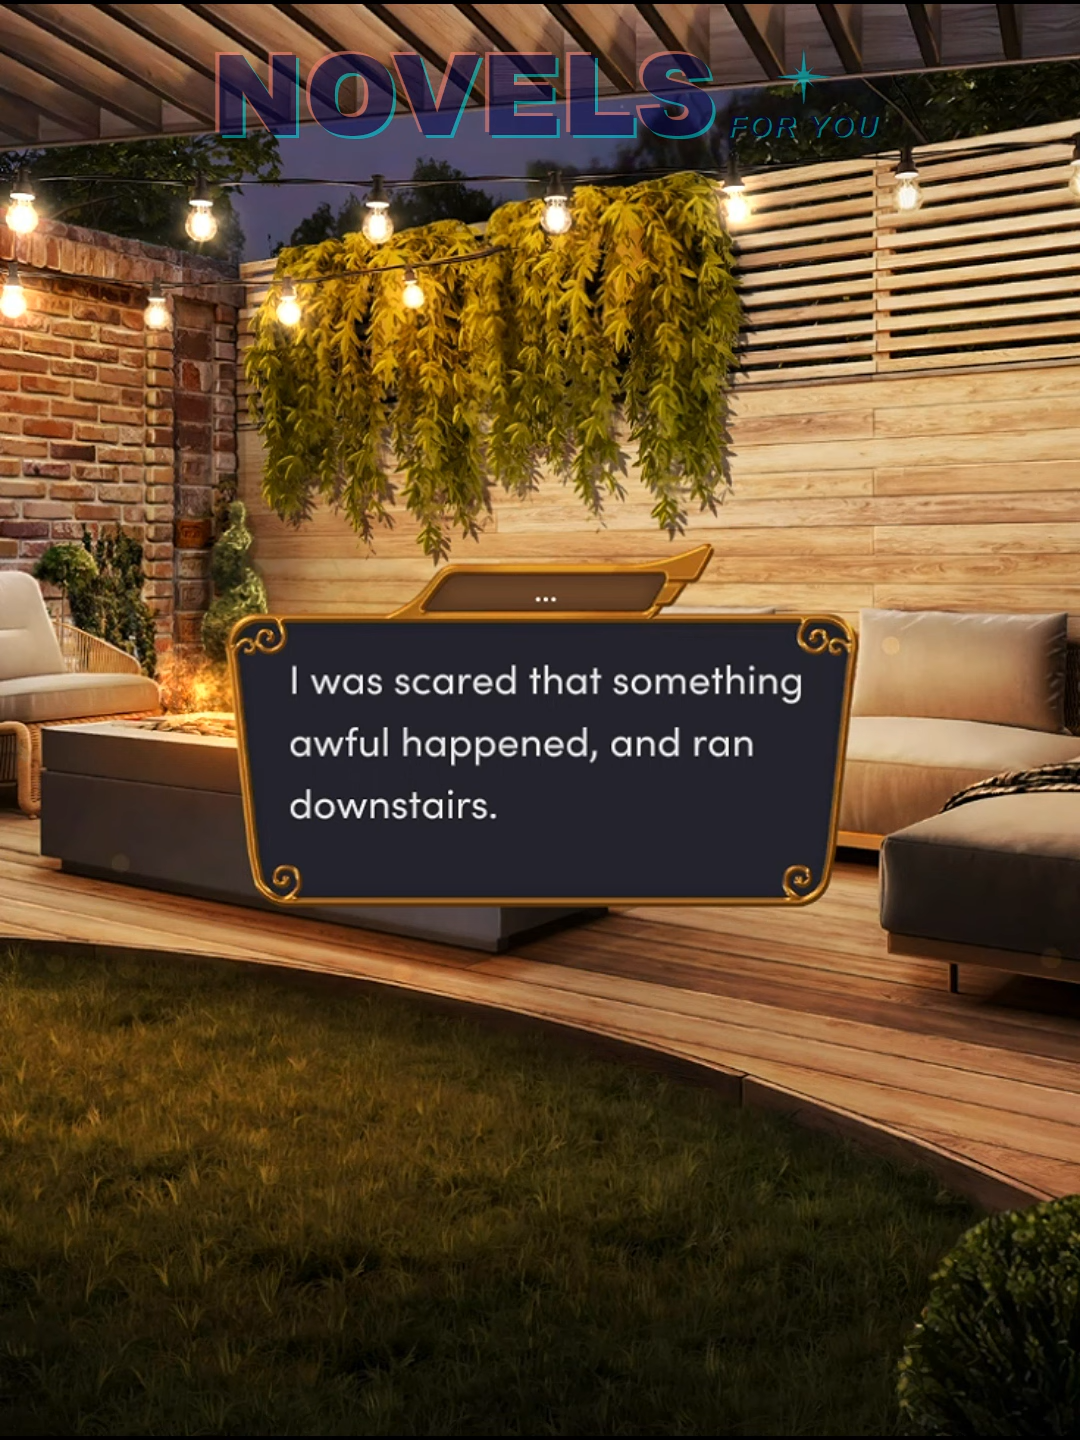 NOVELS FOR YOU
...
I was scared that something
awful happened, and ran
downstairs.